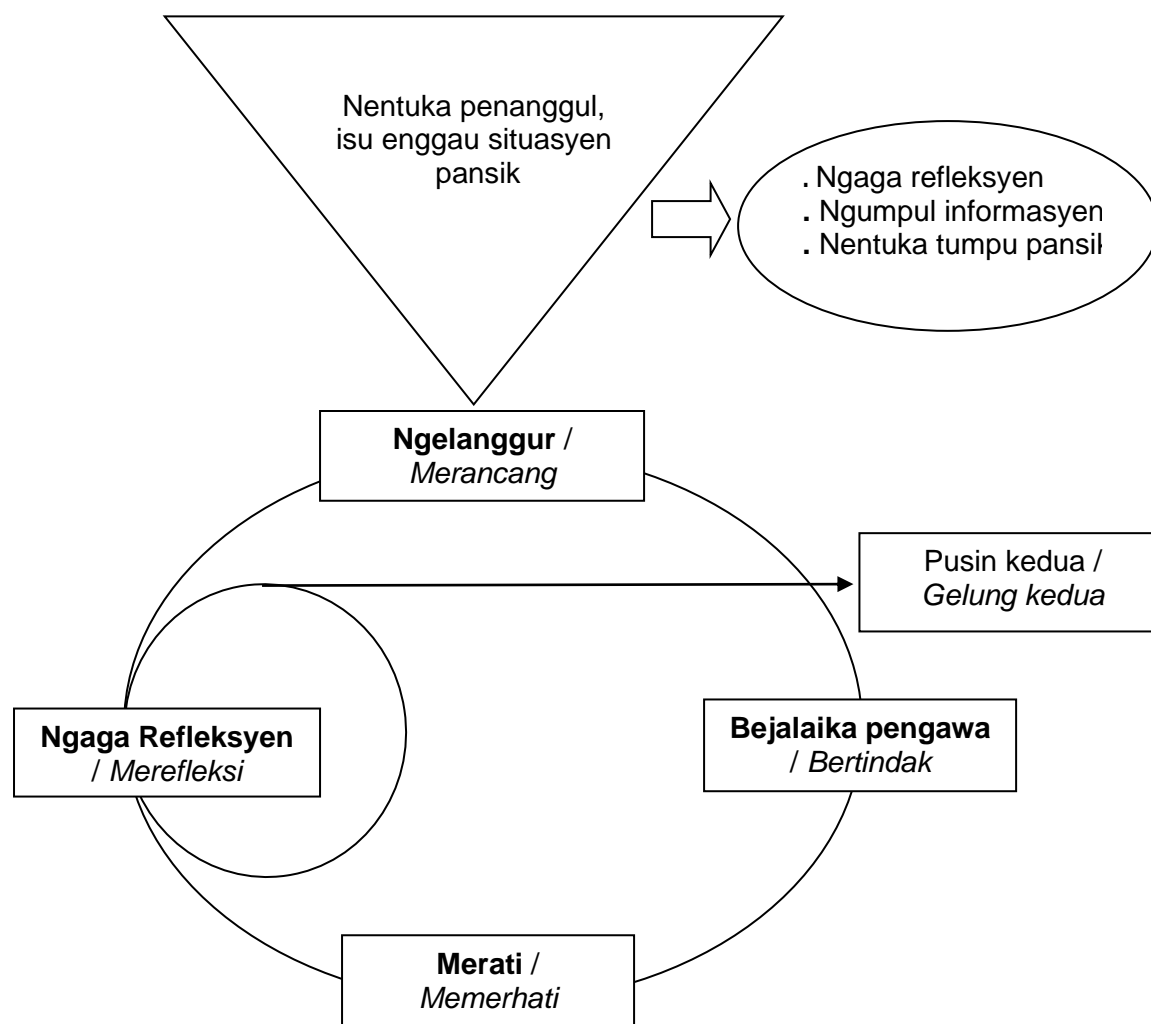 Nentuka penanggul,
isu enggau situasyen
pansik
. Ngaga refleksyen
. Ngumpul informasyen
. Nentuka tumpu pansik
Ngelanggur /
Merancang
Pusin kedua /
Gelung kedua
Ngaga Refleksyen
/ Merefleksi
Bejalaika pengawa
/ Bertindak
Merati /
Memerhati